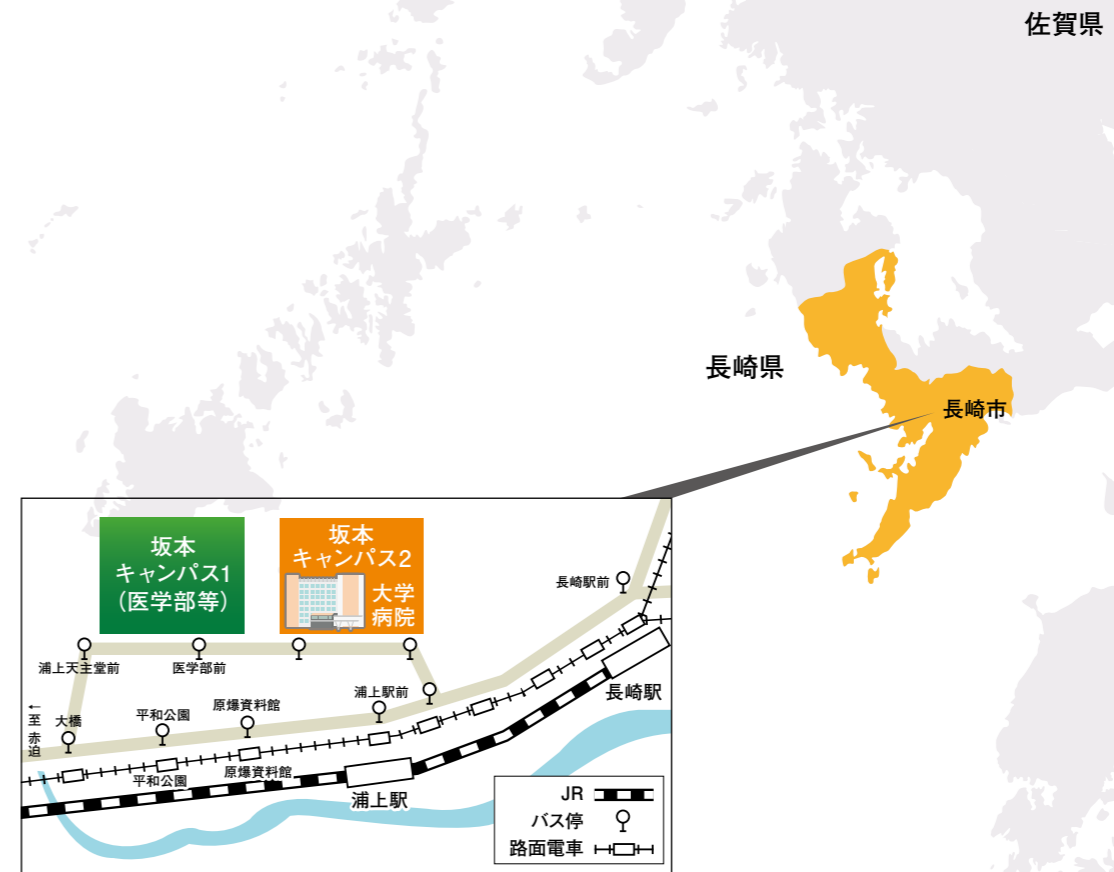 佐賀県
長崎県
長崎市
坂本
キャンパス1
(医学部等)
坂本
キャンパス2
大学
病院
長崎駅前
浦上天主堂前
医学部前
浦上駅前
原爆資料館
平和公園
大橋
←至 赤迫
長崎駅
平和公園
原爆資料館
浦上駅
JR
バス停
路面電車